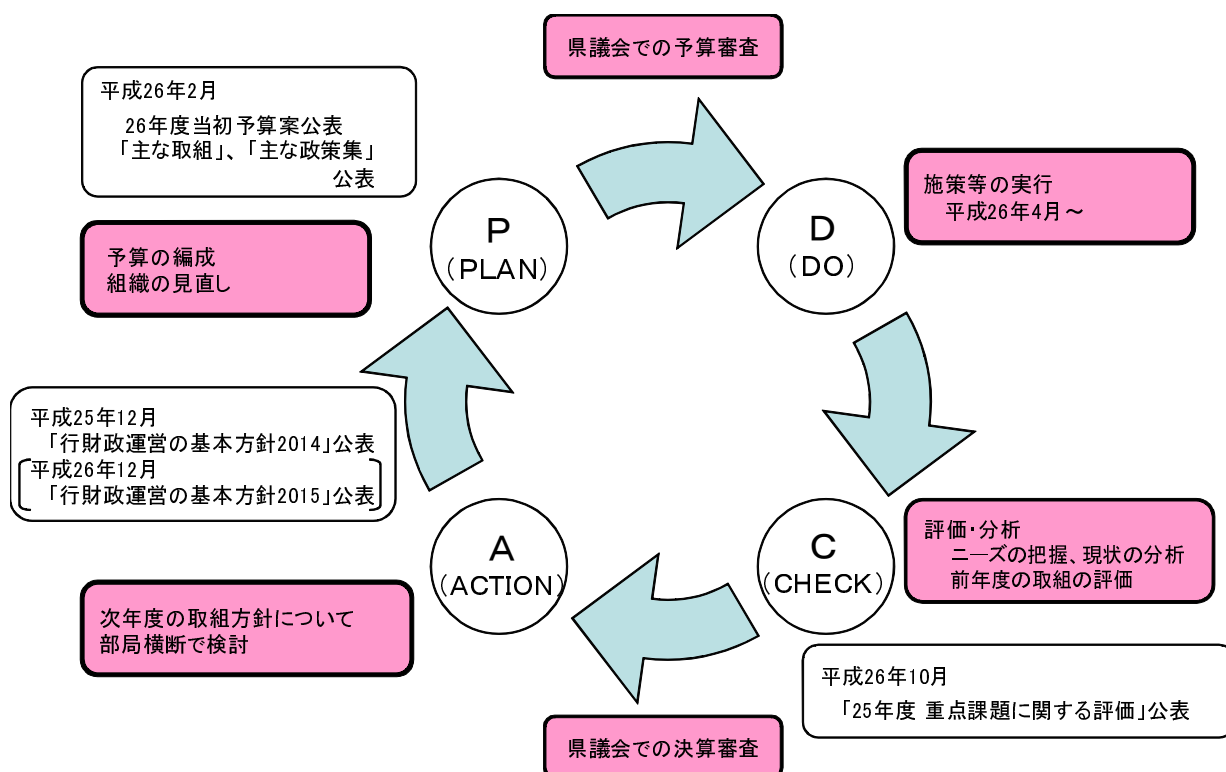 県議会での予算審査
平成26年2月
26年度当初予算案公表
「主な取組」、「主な政策集」
公表
P
(PLAN)
D
(DO)
施策等の実行
平成26年4月～
予算の編成
組織の見直し
平成25年12月
「行財政運営の基本方針2014」公表
平成26年12月
「行財政運営の基本方針2015」公表
A
(ACTION)
C
(CHECK)
評価・分析
ニーズの把握、現状の分析
前年度の取組の評価
次年度の取組方針について
部局横断で検討
平成26年10月
「25年度 重点課題に関する評価」公表
県議会での決算審査